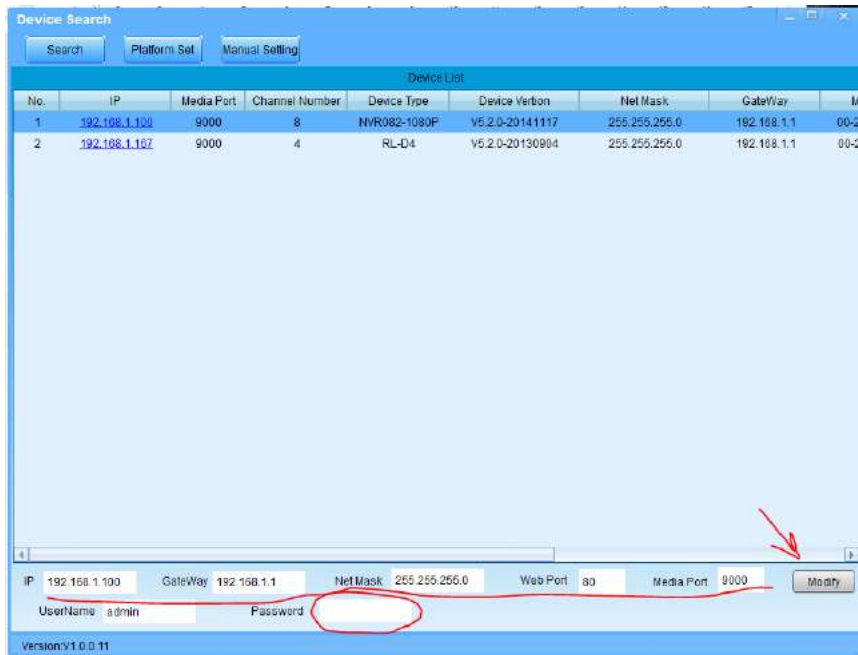 Device Search
Search Platform Set Manual Setting
Device List
No. IP Media Port Channel Number Device Type Device Vertion Net Mask GateWay M
1 192.168.1.100 9000 8 NVR082-1080P V5.2.0-20141117 255.255.255.0 192.168.1.1 00-2
2 192.168.1.167 9000 4 RL-D4 V5.2.0-20130904 255.255.255.0 192.168.1.1 00-2
IP 192.168.1.100 GateWay 192.168.1.1 Net Mask 255.255.255.0 Web Port 80 Media Port 9000 Modify
UserName admin Password
Version:V1.0.0.11